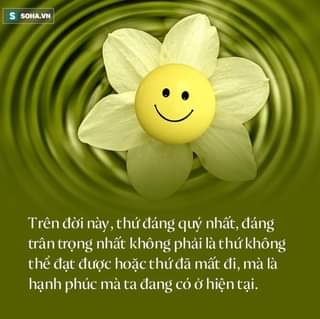 S SOHA.VN
Trên đời này, thứ đáng quý nhất, đáng
trân trọng nhất không phải là thứ không
thể đạt được hoặc thứ đã mất đi, mà là
hạnh phúc mà ta đang có ở hiện tại.